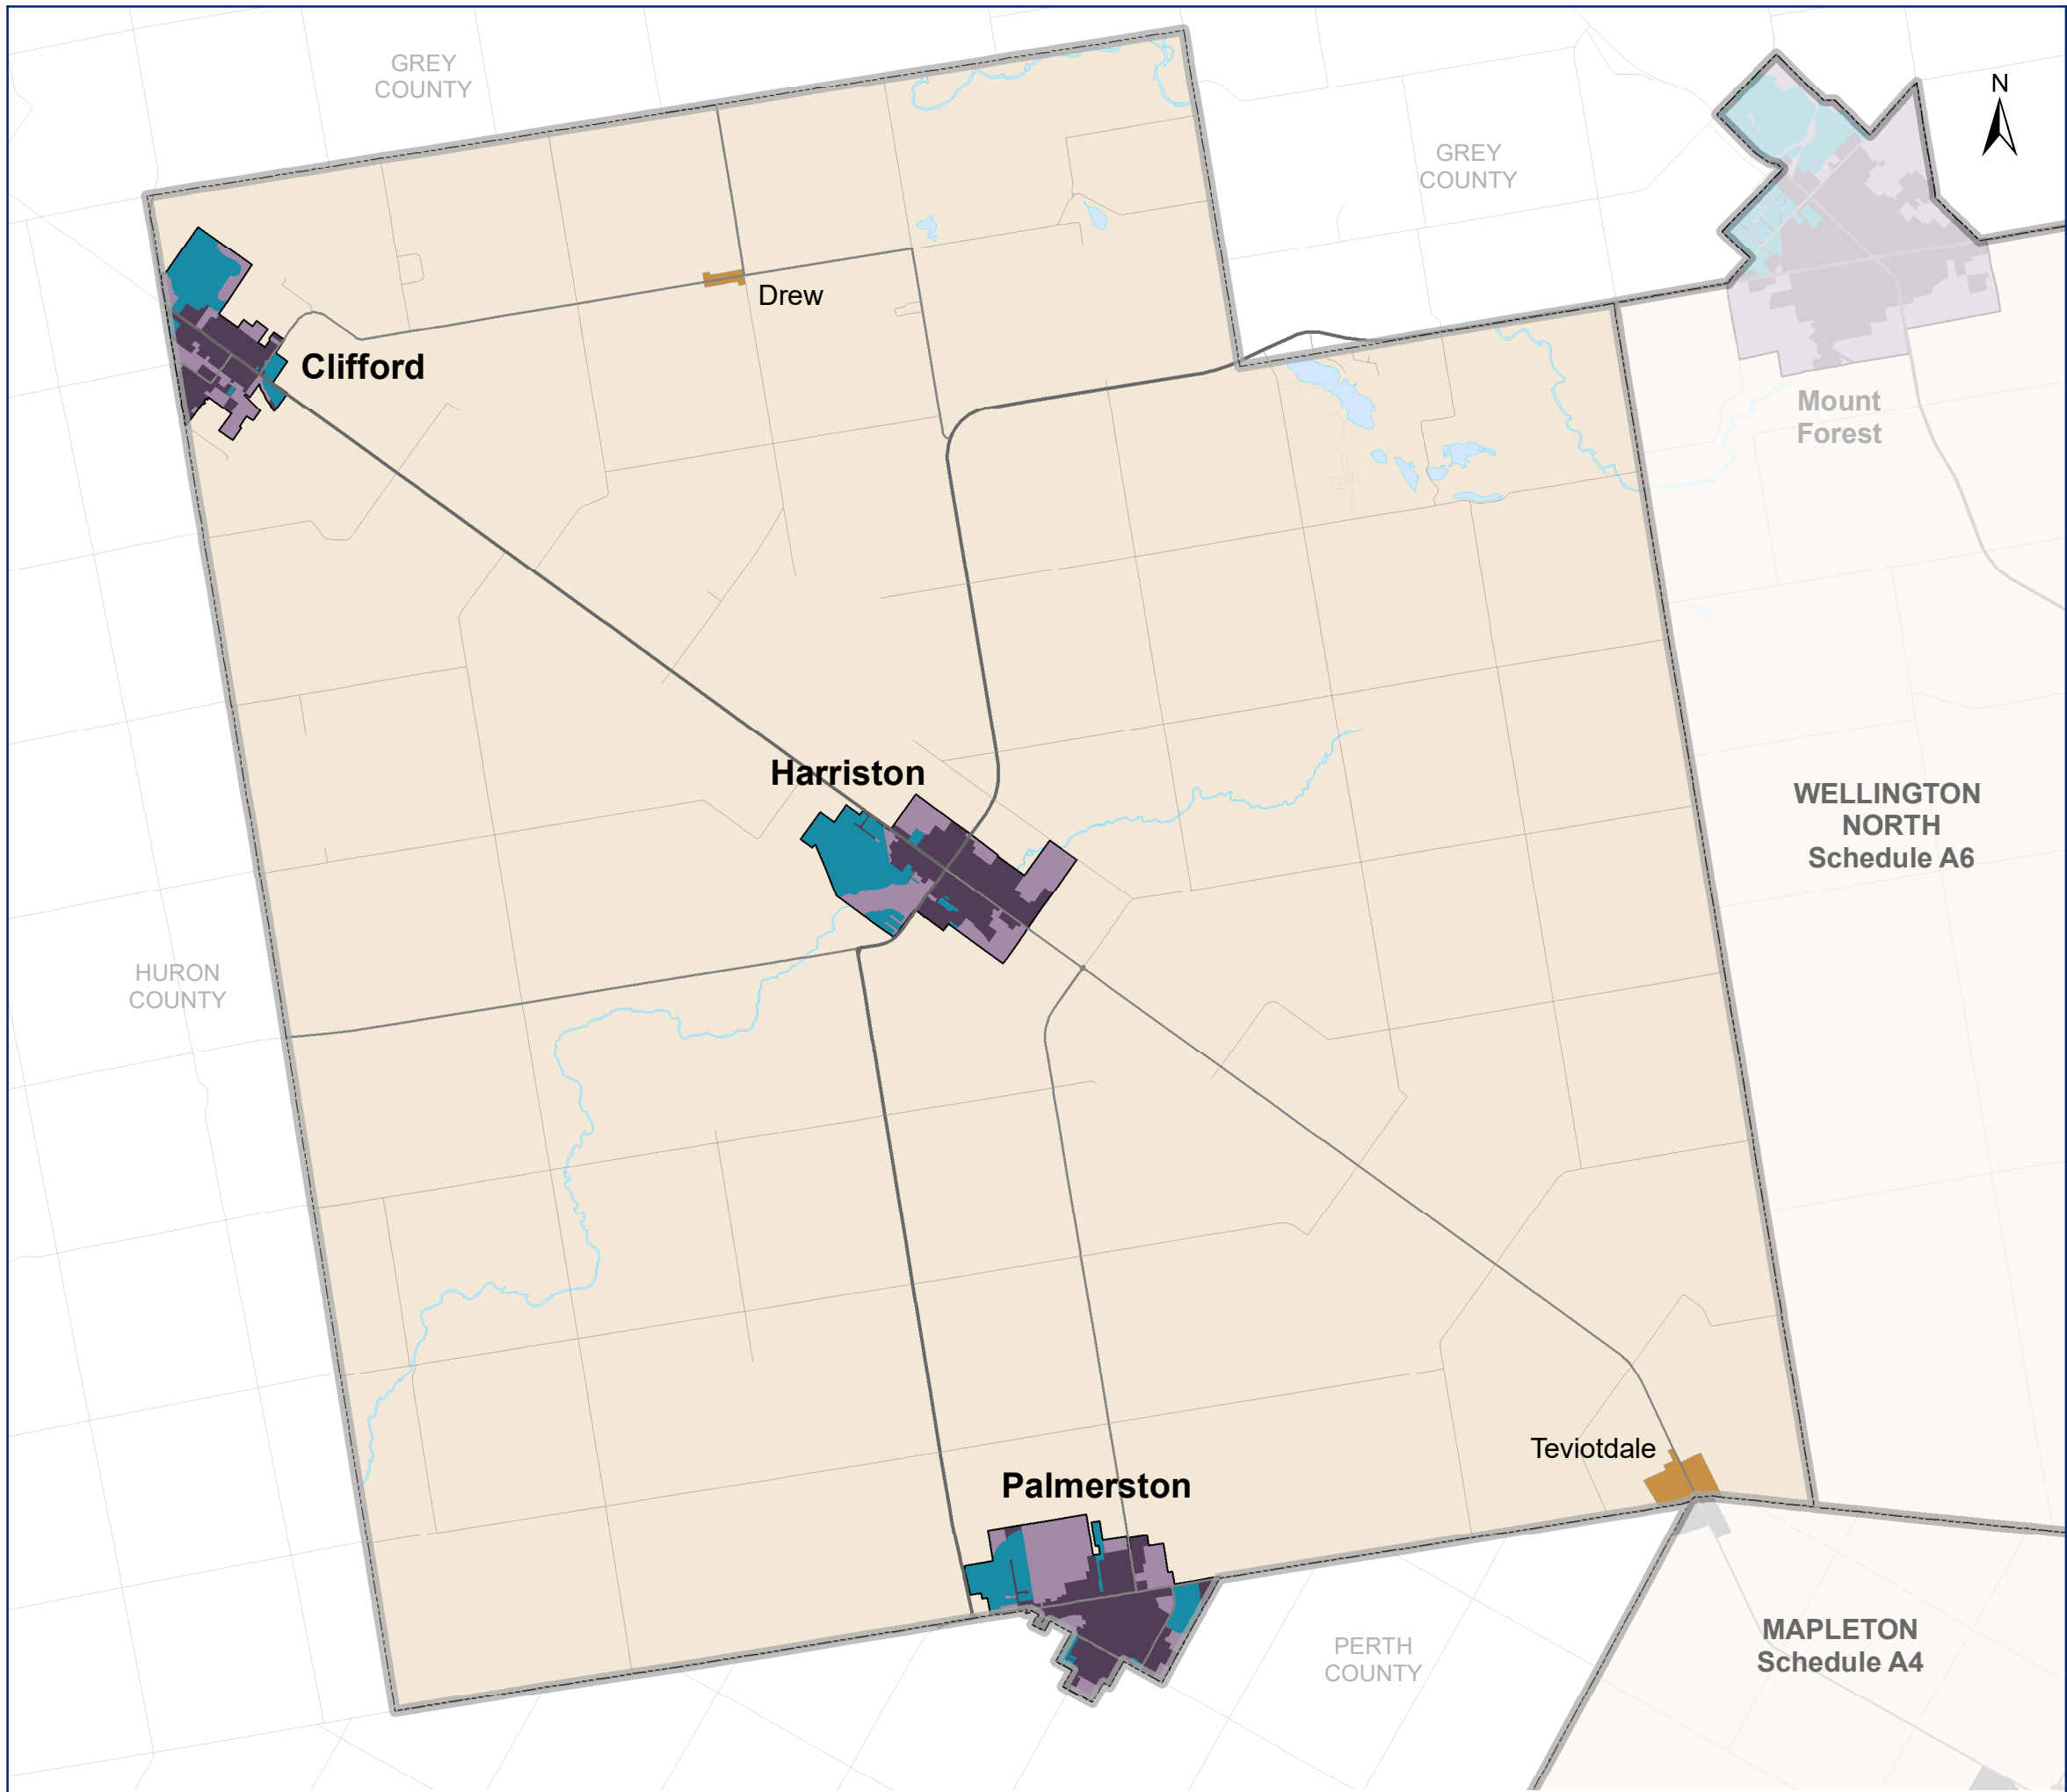 GREY
COUNTY
N
GREY
COUNTY
Drew
Clifford
Mount
Forest
Harriston
WELLINGTON
NORTH
Schedule A6
HURON
COUNTY
Teviotdale
Palmerston
PERTH
COUNTY
MAPLETON
Schedule A4